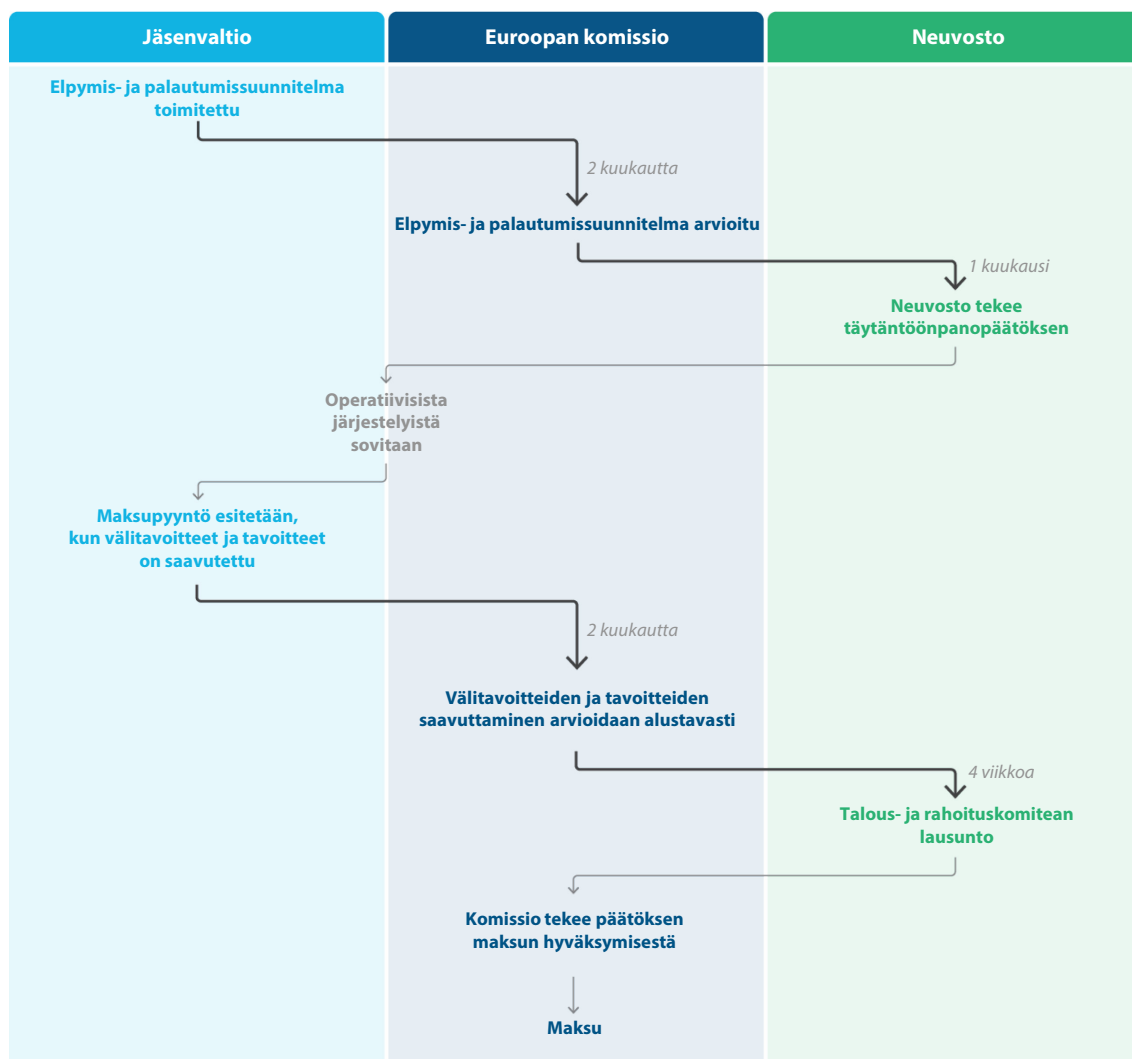 Jäsenvaltio
Euroopan komissio
Neuvosto
Elpymis- ja palautumissuunnitelma
toimitettu
2 kuukautta
Elpymis- ja palautumissuunnitelma arvioitu
1 kuukausi
Neuvosto tekee
täytäntöönpanopäätöksen
Operatiivisista
järjestelyistä
sovitaan
Maksupyyntö esitetään,
kun välitavoitteet ja tavoitteet
on saavutettu
2 kuukautta
Välitavoitteiden ja tavoitteiden
saavuttaminen arvioidaan alustavasti
4 viikkoa
Talous- ja rahoituskomitean
lausunto
Komissio tekee päätöksen
maksun hyväksymisestä
Maksu